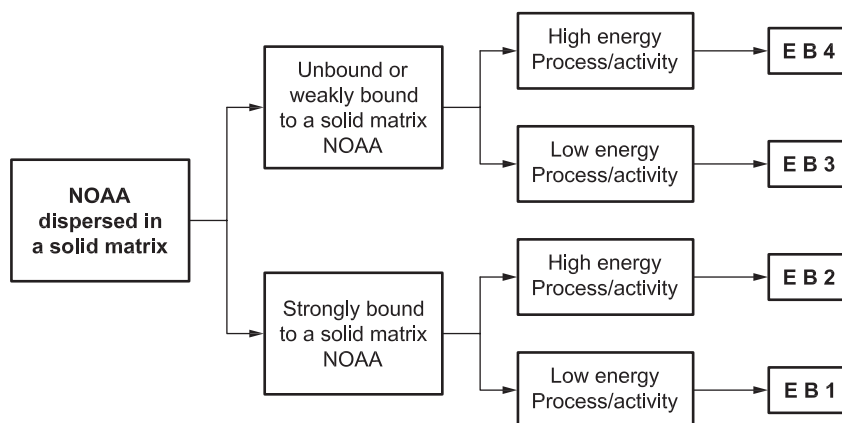 NOAA
dispersed in
a solid matrix
Unbound or
weakly bound
to a solid matrix
NOAA
High energy
Process/activity
E B 4
Low energy
Process/activity
E B 3
Strongly bound
to a solid matrix
NOAA
High energy
Process/activity
E B 2
Low energy
Process/activity
E B 1